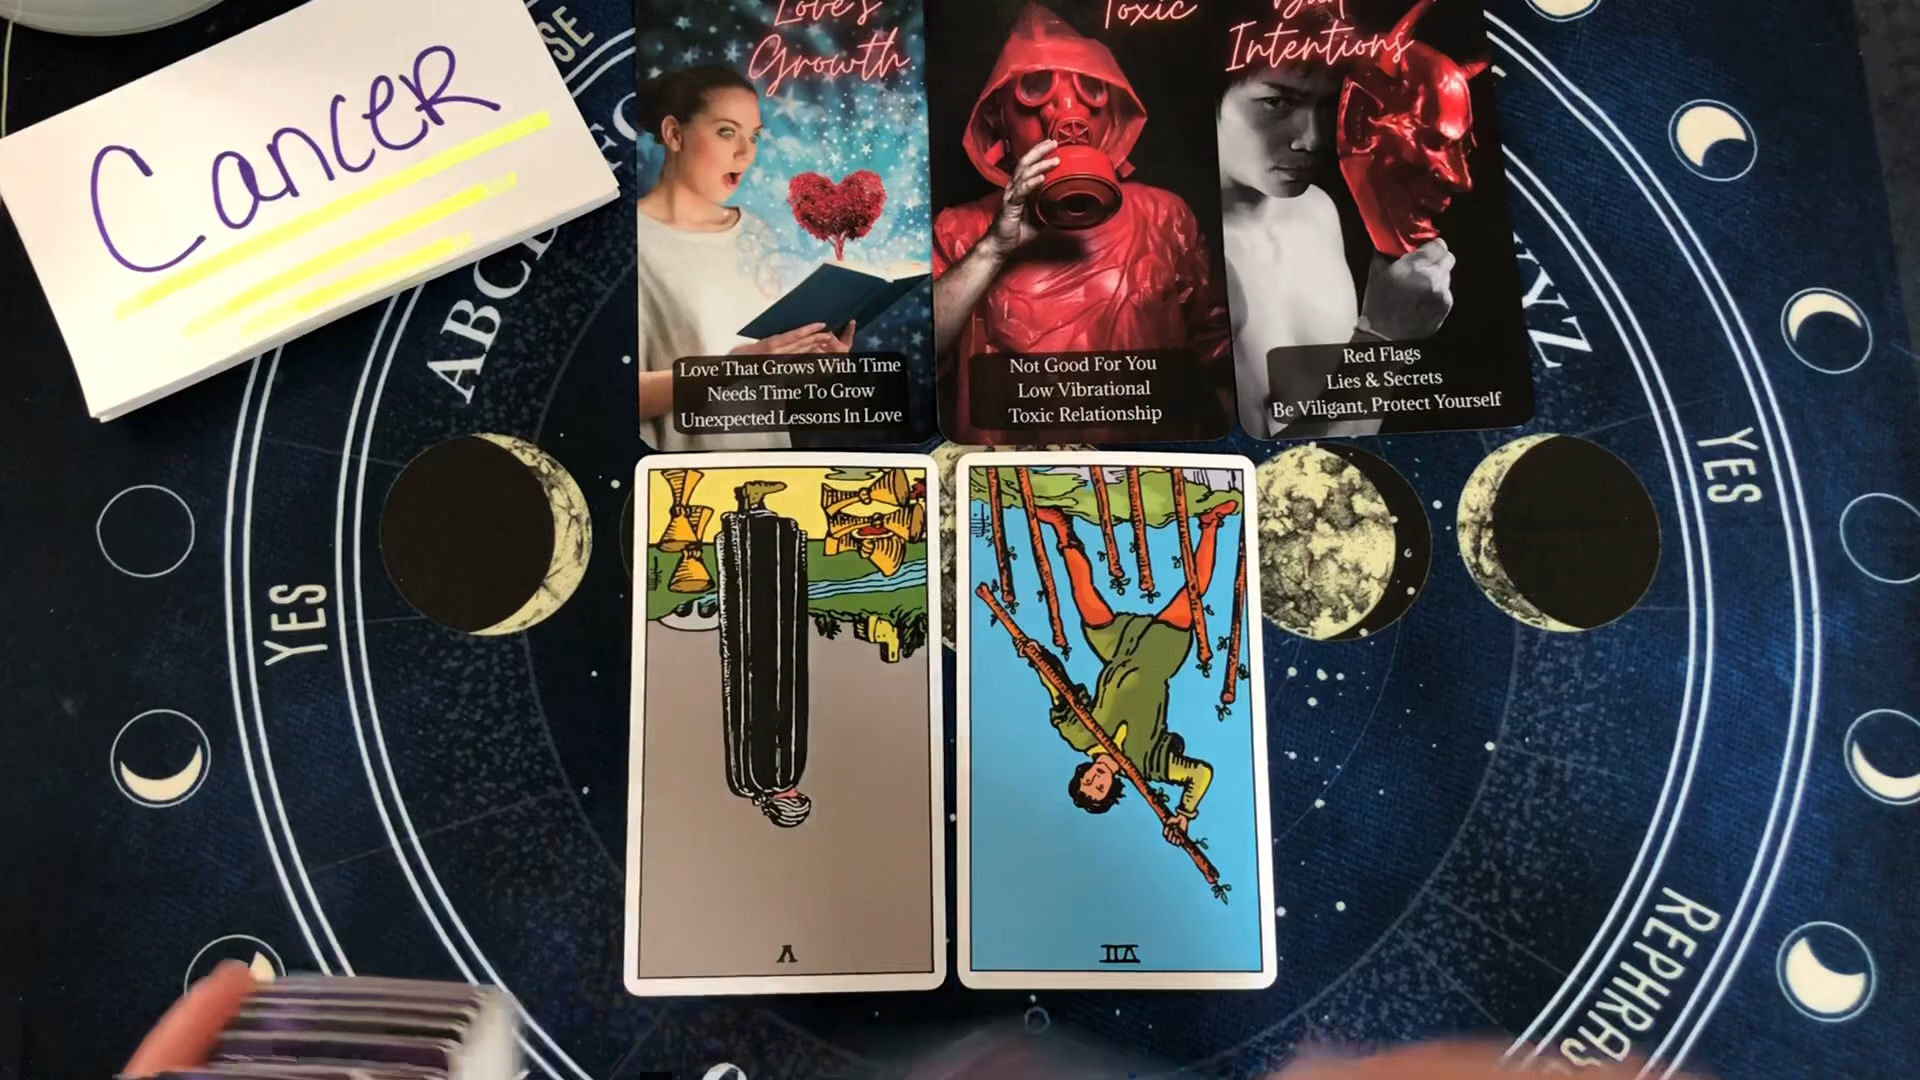 Cancer
Love's
Growth
Love That Grows With Time
Needs Time To Grow
Unexpected Lessons In Love
Toxic
Not Good For You
Low Vibrational
Toxic Relationship
Intentions
Red Flags
Lies & Secrets
Be Viligant, Protect Yourself
ABC
YZ
YES
YES
REPHRAS
V
VII